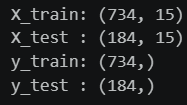 X_train: (734, 15)
X_test : (184, 15)
y_train: (734,)
y_test : (184,)